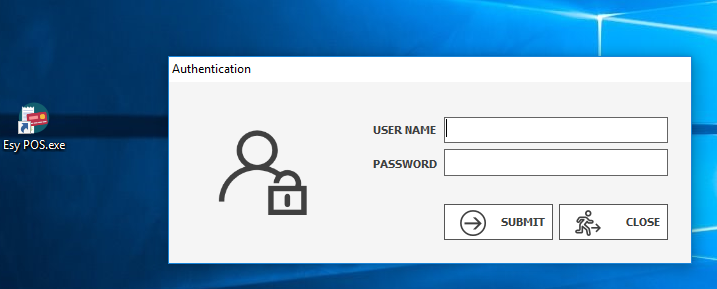 Authentication
Esy POS.exe
USER NAME
PASSWORD
SUBMIT
CLOSE